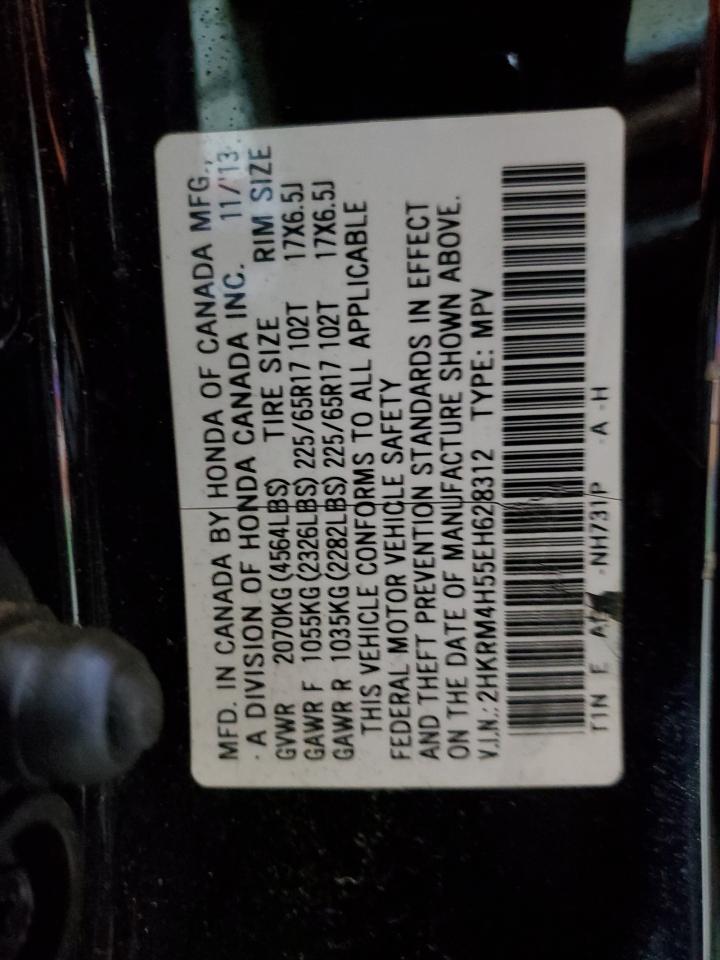 MFD. IN CANADA BY HONDA OF CANADA MFG.,
A DIVISION OF HONDA CANADA INC. 11/'13
GVWR 2070KG (4564LBS) TIRE SIZE RIM SIZE
GAWR F 1055KG (2326LBS) 225/65R17 102T 17X6.5J
GAWR R 1035KG (2282LBS) 225/65R17 102T 17X6.5J
THIS VEHICLE CONFORMS TO ALL APPLICABLE
FEDERAL MOTOR VEHICLE SAFETY
AND THEFT PREVENTION STANDARDS IN EFFECT
ON THE DATE OF MANUFACTURE SHOWN ABOVE.
V.I.N.: 2HKRM4H55EH628312 TYPE: MPV
T1N E -NH731P -A -H